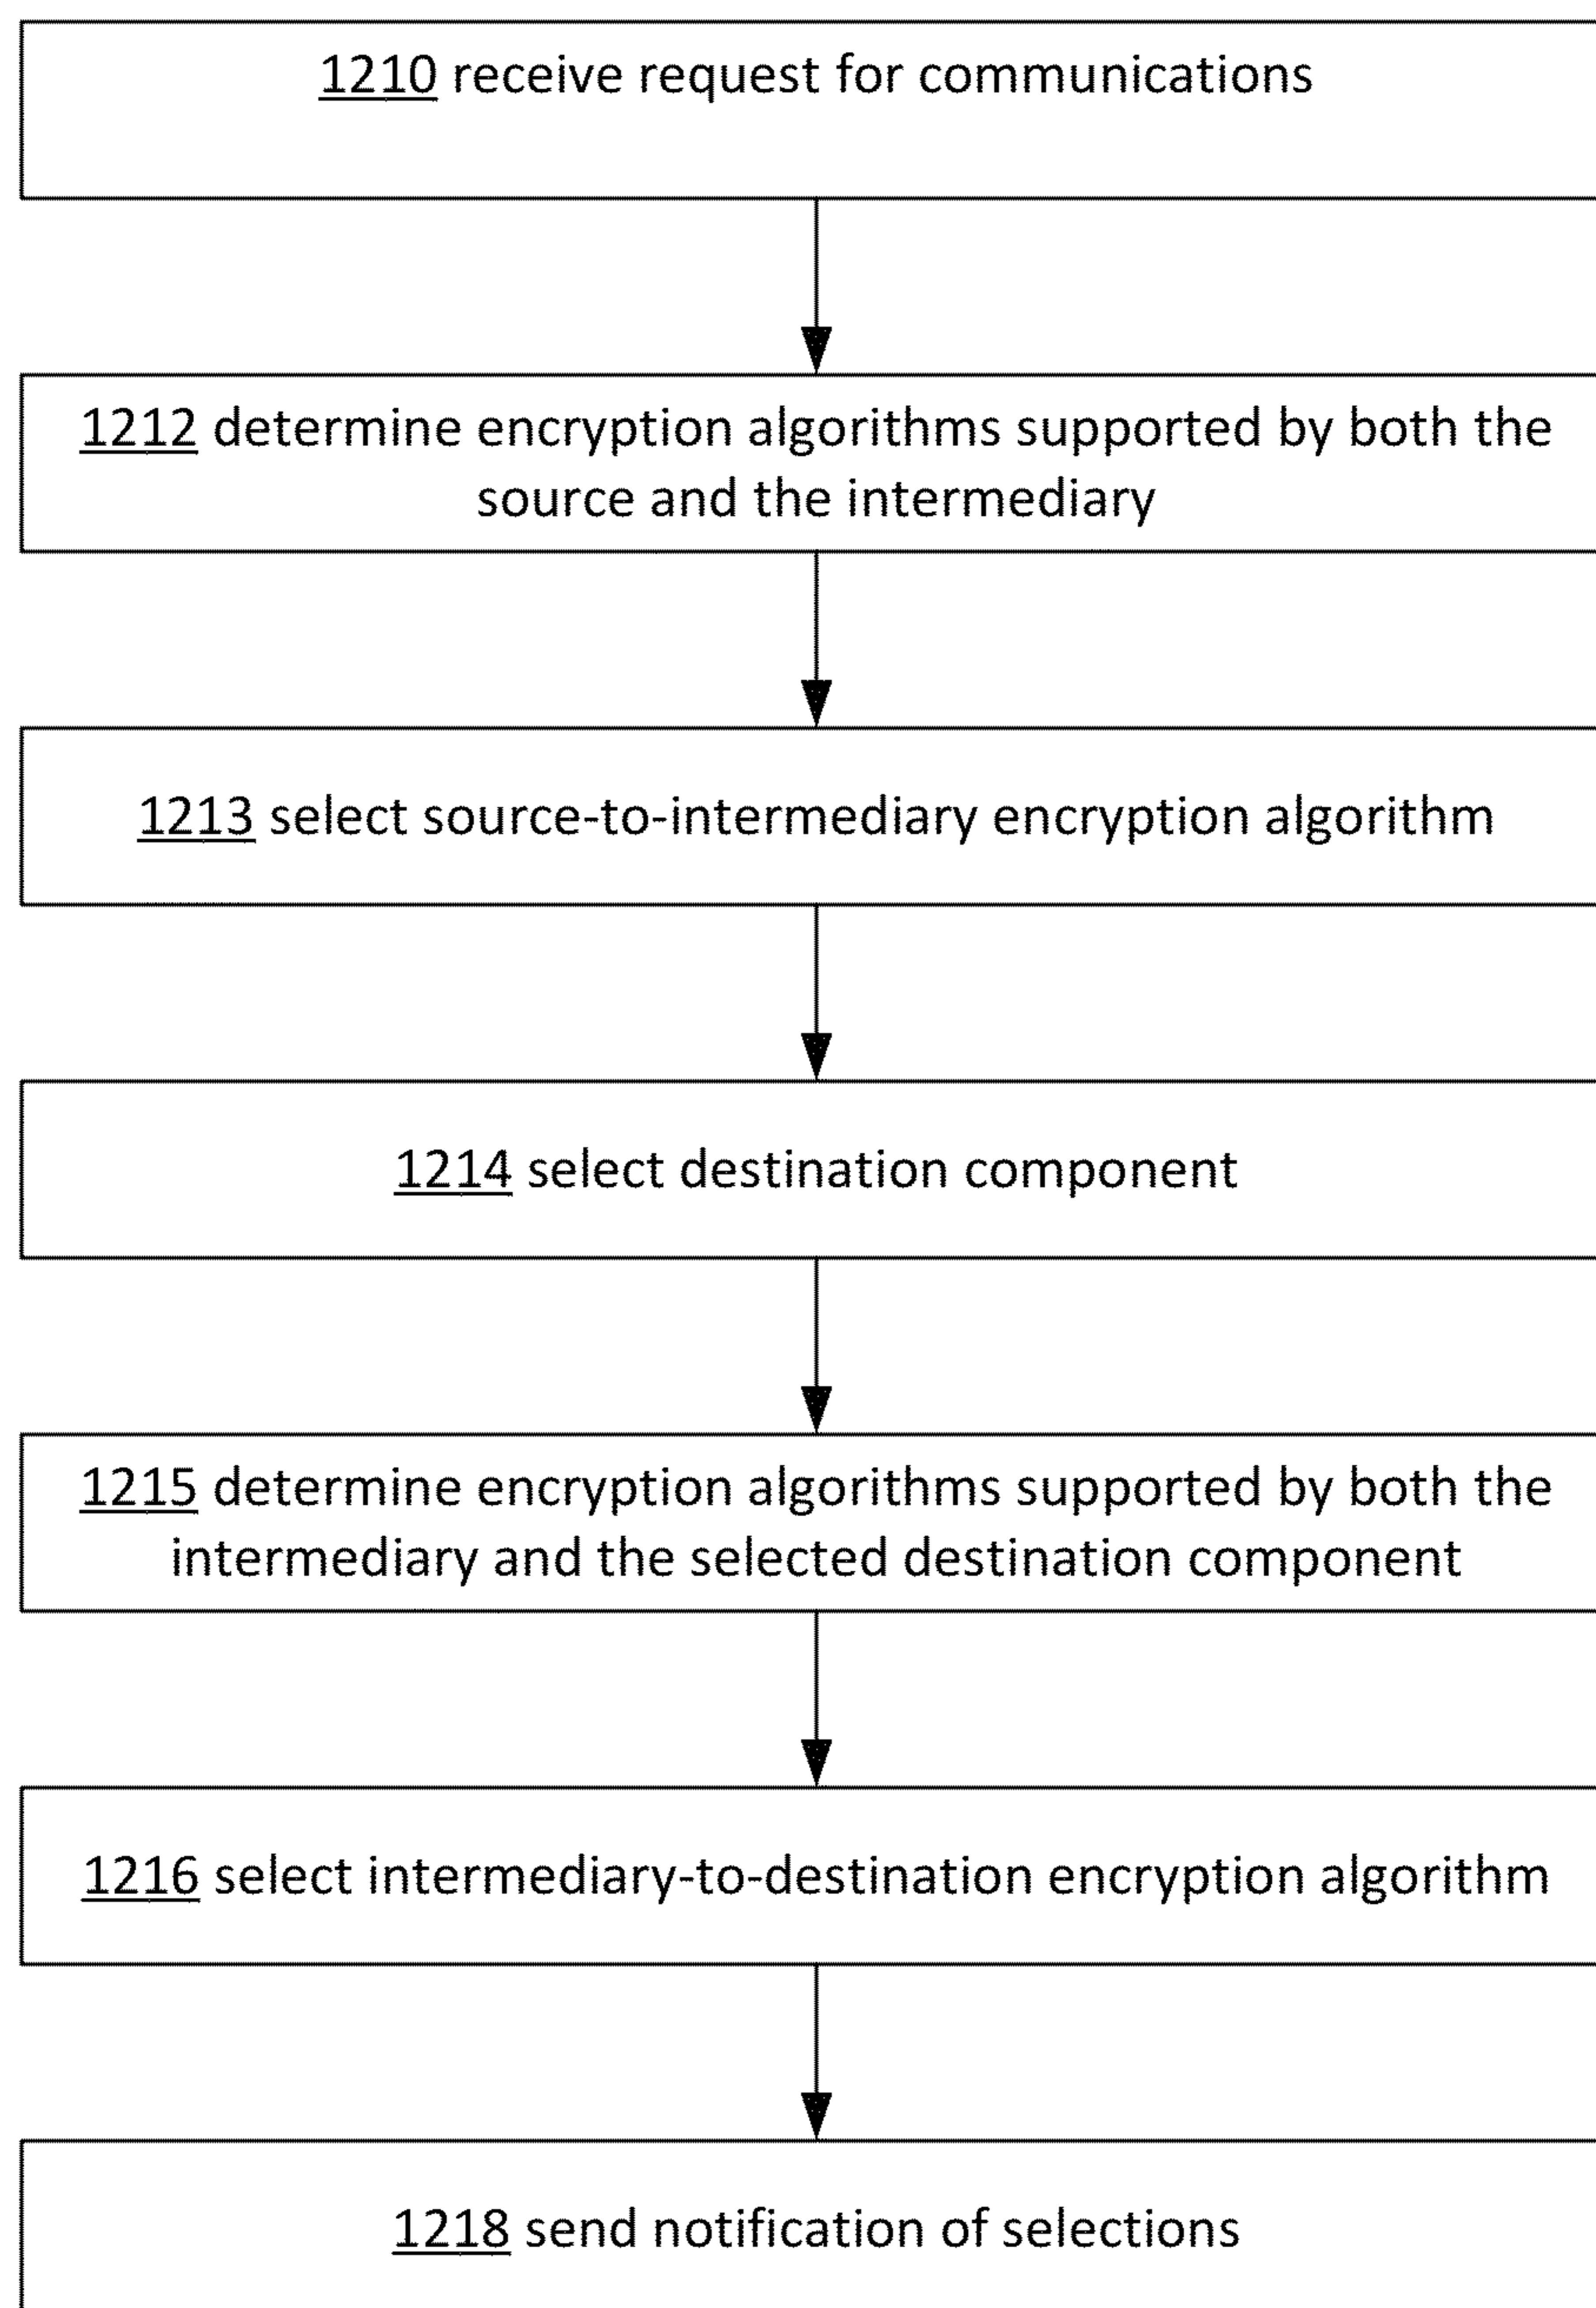 1210 receive request for communications
1212 determine encryption algorithms supported by both the
source and the intermediary
1213 select source-to-intermediary encryption algorithm
1214 select destination component
1215 determine encryption algorithms supported by both the
intermediary and the selected destination component
1216 select intermediary-to-destination encryption algorithm
1218 send notification of selections